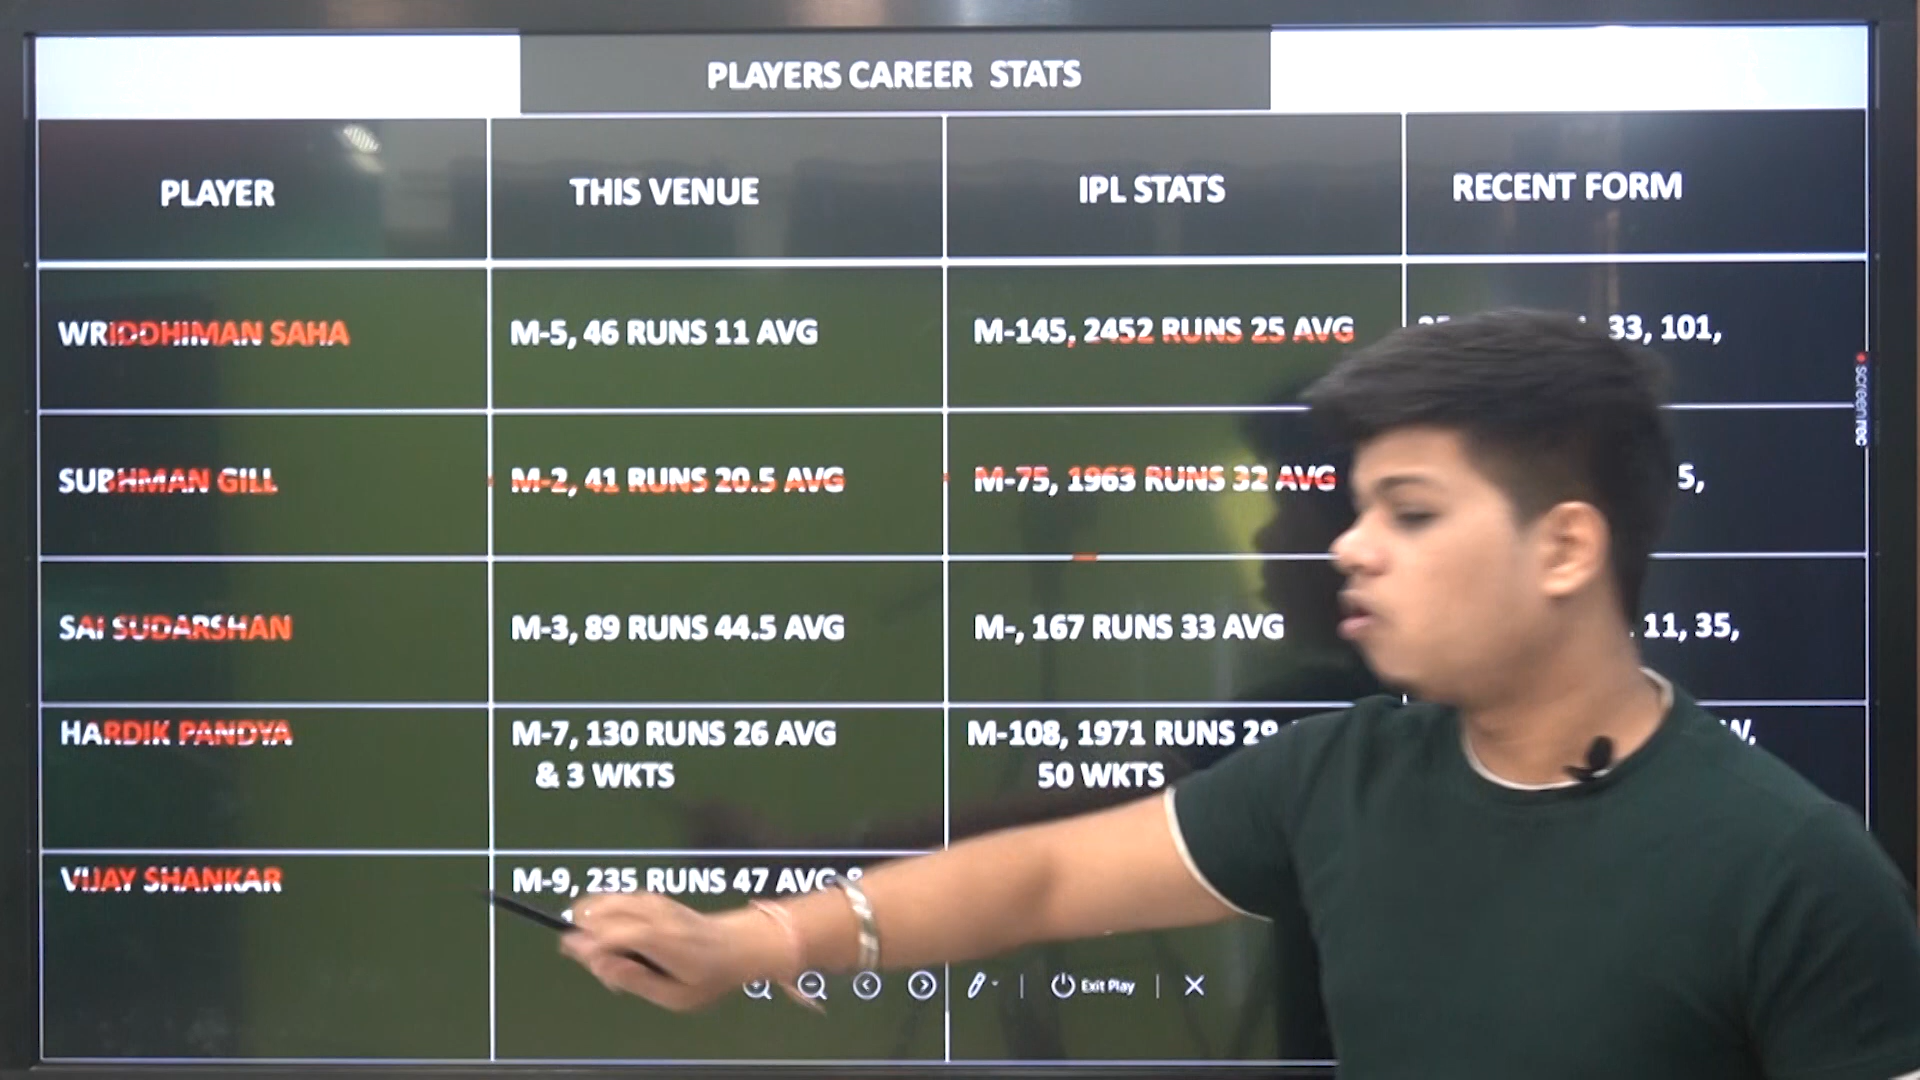 PLAYERS CAREER STATS
PLAYER THIS VENUE IPL STATS RECENT FORM
WRIDDHIMAN SAHA M-5, 46 RUNS 11 AVG M-145, 2452 RUNS 25 AVG 33, 101,
SUBHMAN GILL M-2, 41 RUNS 20.5 AVG M-75, 1963 RUNS 32 AVG 5,
SAI SUDARSHAN M-3, 89 RUNS 44.5 AVG M-, 167 RUNS 33 AVG 11, 35,
HARDIK PANDYA M-7, 130 RUNS 26 AVG M-108, 1971 RUNS
& 3 WKTS 50 WKTS
VIJAY SHANKAR M-9, 235 RUNS 47 AVG
Exit Play
screen rec